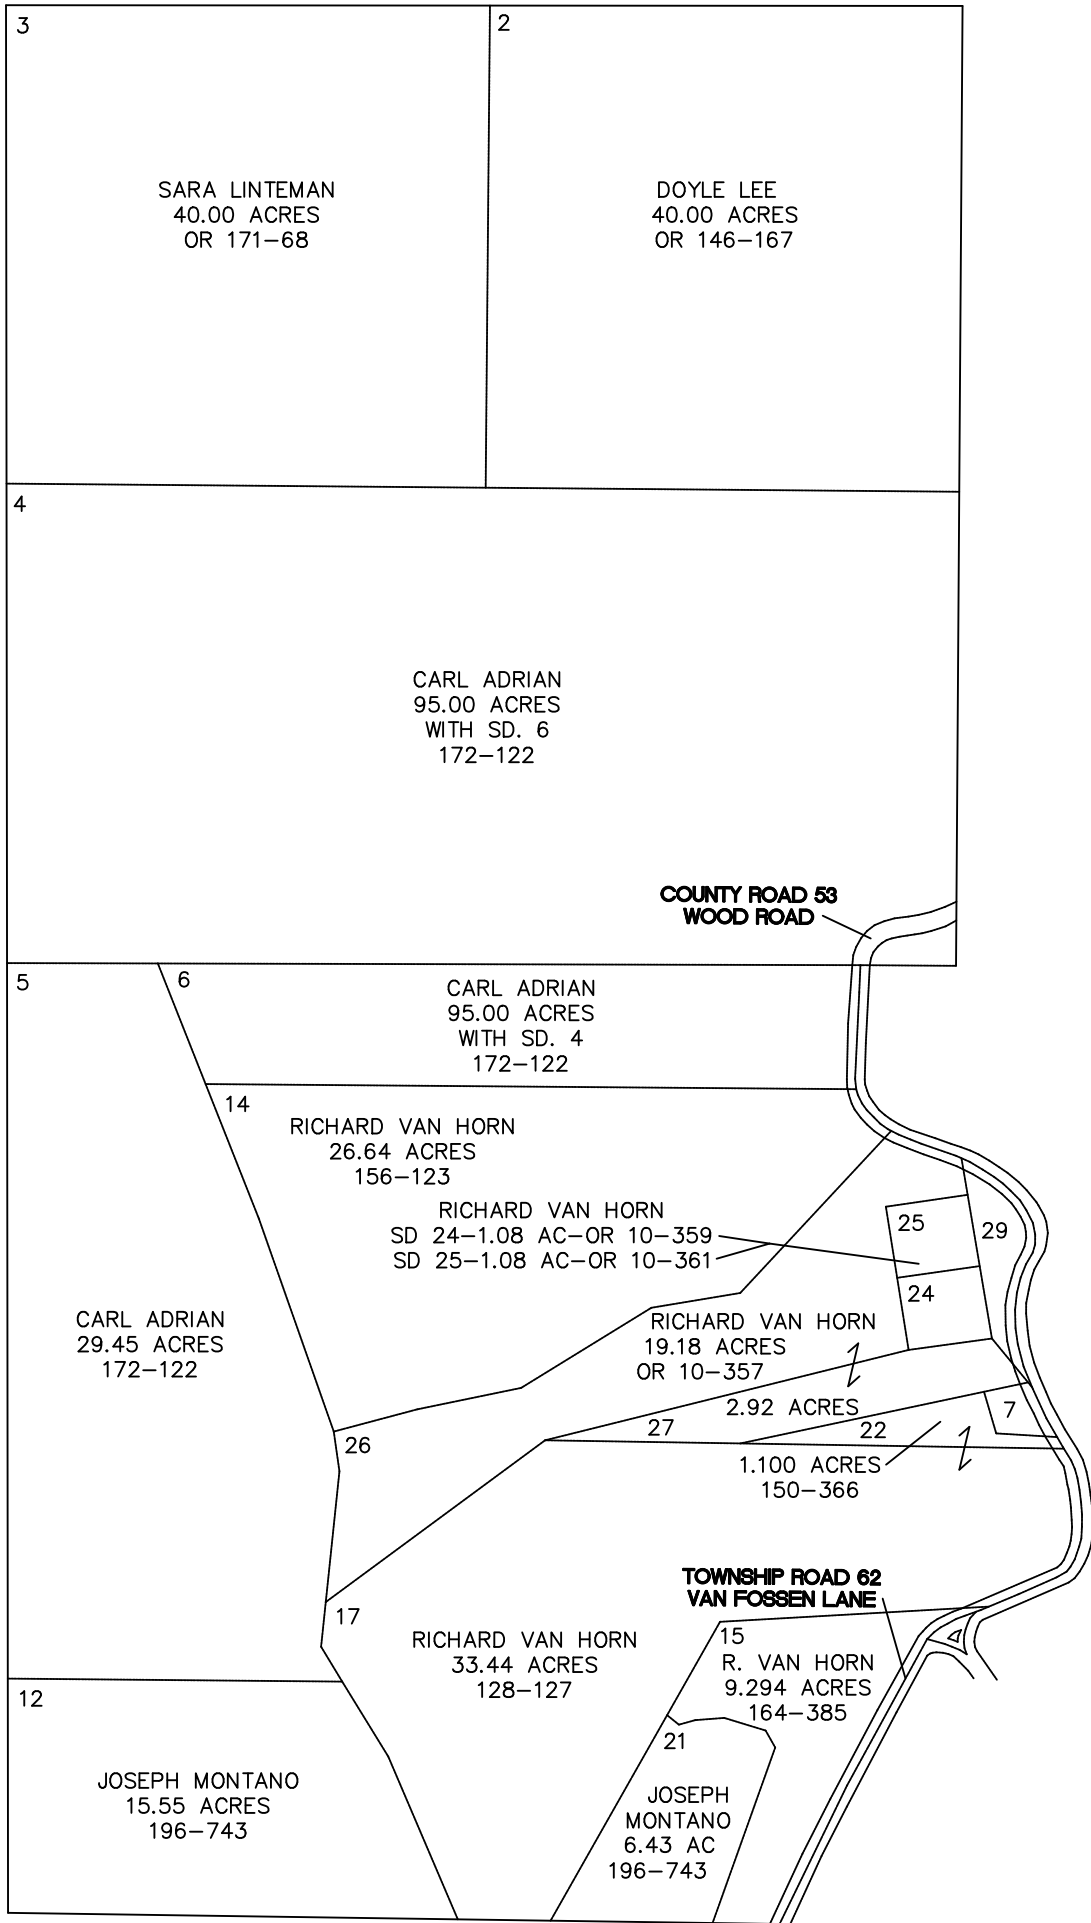 3
2
SARA LINTEMAN
40.00 ACRES
OR 171-68
DOYLE LEE
40.00 ACRES
OR 146-167
4
CARL ADRIAN
95.00 ACRES
WITH SD. 6
172-122
COUNTY ROAD 53
WOOD ROAD
5
6
CARL ADRIAN
95.00 ACRES
WITH SD. 4
172-122
14
RICHARD VAN HORN
26.64 ACRES
156-123
RICHARD VAN HORN
SD 24-1.08 AC-OR 10-359
SD 25-1.08 AC-OR 10-361
25
29
24
CARL ADRIAN
29.45 ACRES
172-122
RICHARD VAN HORN
19.18 ACRES
OR 10-357
2.92 ACRES
7
27
22
26
1.100 ACRES
150-366
TOWNSHIP ROAD 62
VAN FOSSEN LANE
17
RICHARD VAN HORN
33.44 ACRES
128-127
15
R. VAN HORN
9.294 ACRES
164-385
12
21
JOSEPH MONTANO
15.55 ACRES
196-743
JOSEPH
MONTANO
6.43 AC
196-743